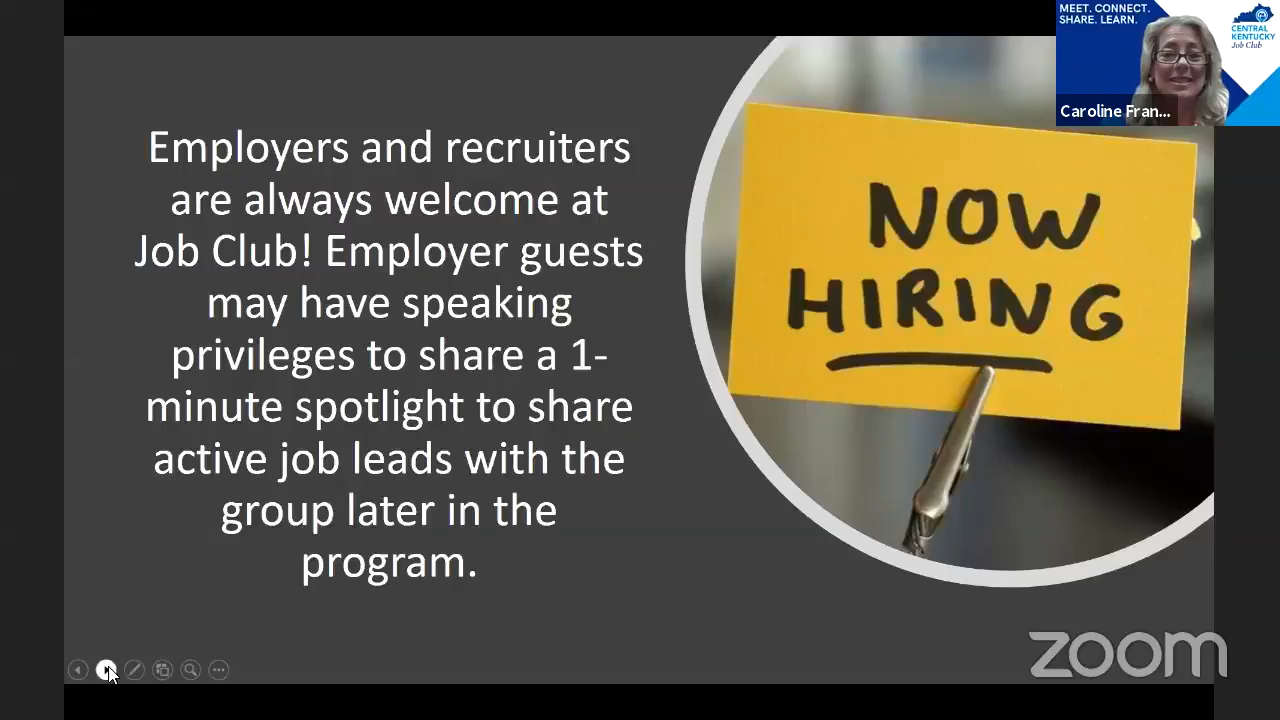 MEET. CONNECT.
SHARE. LEARN.
CENTRAL
KENTUCKY
Job Club
Caroline Fran...
Employers and recruiters
are always welcome at
Job Club! Employer guests
may have speaking
privileges to share a 1-
minute spotlight to share
active job leads with the
group later in the
program.
NOW
HIRING
zoom